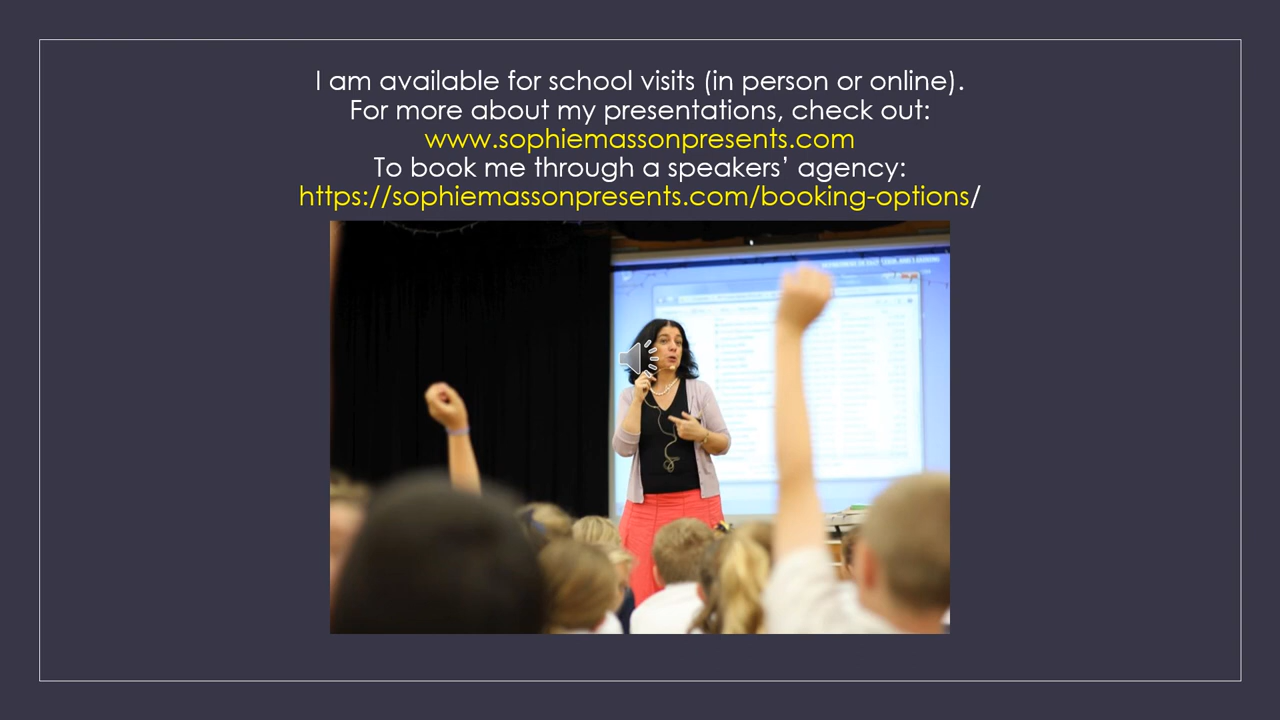 I am available for school visits (in person or online).
For more about my presentations, check out:
www.sophiemassonpresents.com
To book me through a speakers’ agency:
https://sophiemassonpresents.com/booking-options/